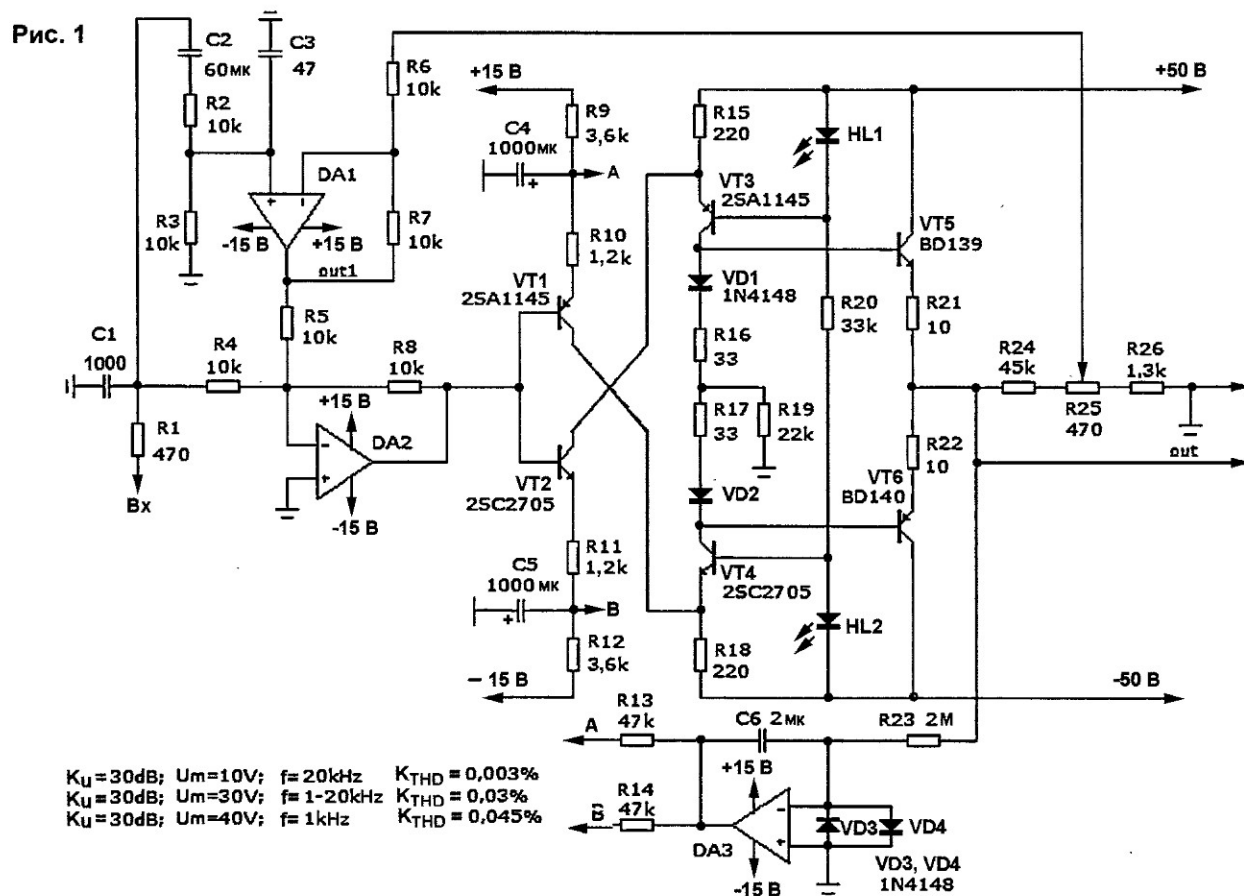 Рис. 1
C2
60мк
C3
47
R6
10k
R2
10k
DA1
R3
10k
-15 В
+15 В
R7
10k
out1
R5
10k
C1
1000
R4
10k
R8
10k
R1
470
Вх
+15 В
DA2
-15 В
+15 В
R9
3,6k
C4
1000мк
A
R10
1,2k
VT1
2SA1145
VT2
2SC2705
R11
1,2k
C5
1000 мк
B
R12
3,6k
– 15 В
+50 В
R15
220
HL1
VT3
2SA1145
VT5
BD139
VD1
1N4148
R20
33k
R21
10
R16
33
R24
45k
R26
1,3k
R17
33
R19
22k
R25
470
R22
10
out
VD2
VT6
BD140
VT4
2SC2705
HL2
R18
220
-50 В
R13
47k
A
C6 2мк
R23 2M
+15 В
R14
47k
B
VD3
VD4
DA3
-15 В
VD3, VD4
1N4148
Ku=30dB; Um=10V; f=20kHz KTHD=0,003%
Ku=30dB; Um=30V; f=1-20kHz KTHD=0,03%
Ku=30dB; Um=40V; f=1kHz KTHD=0,045%